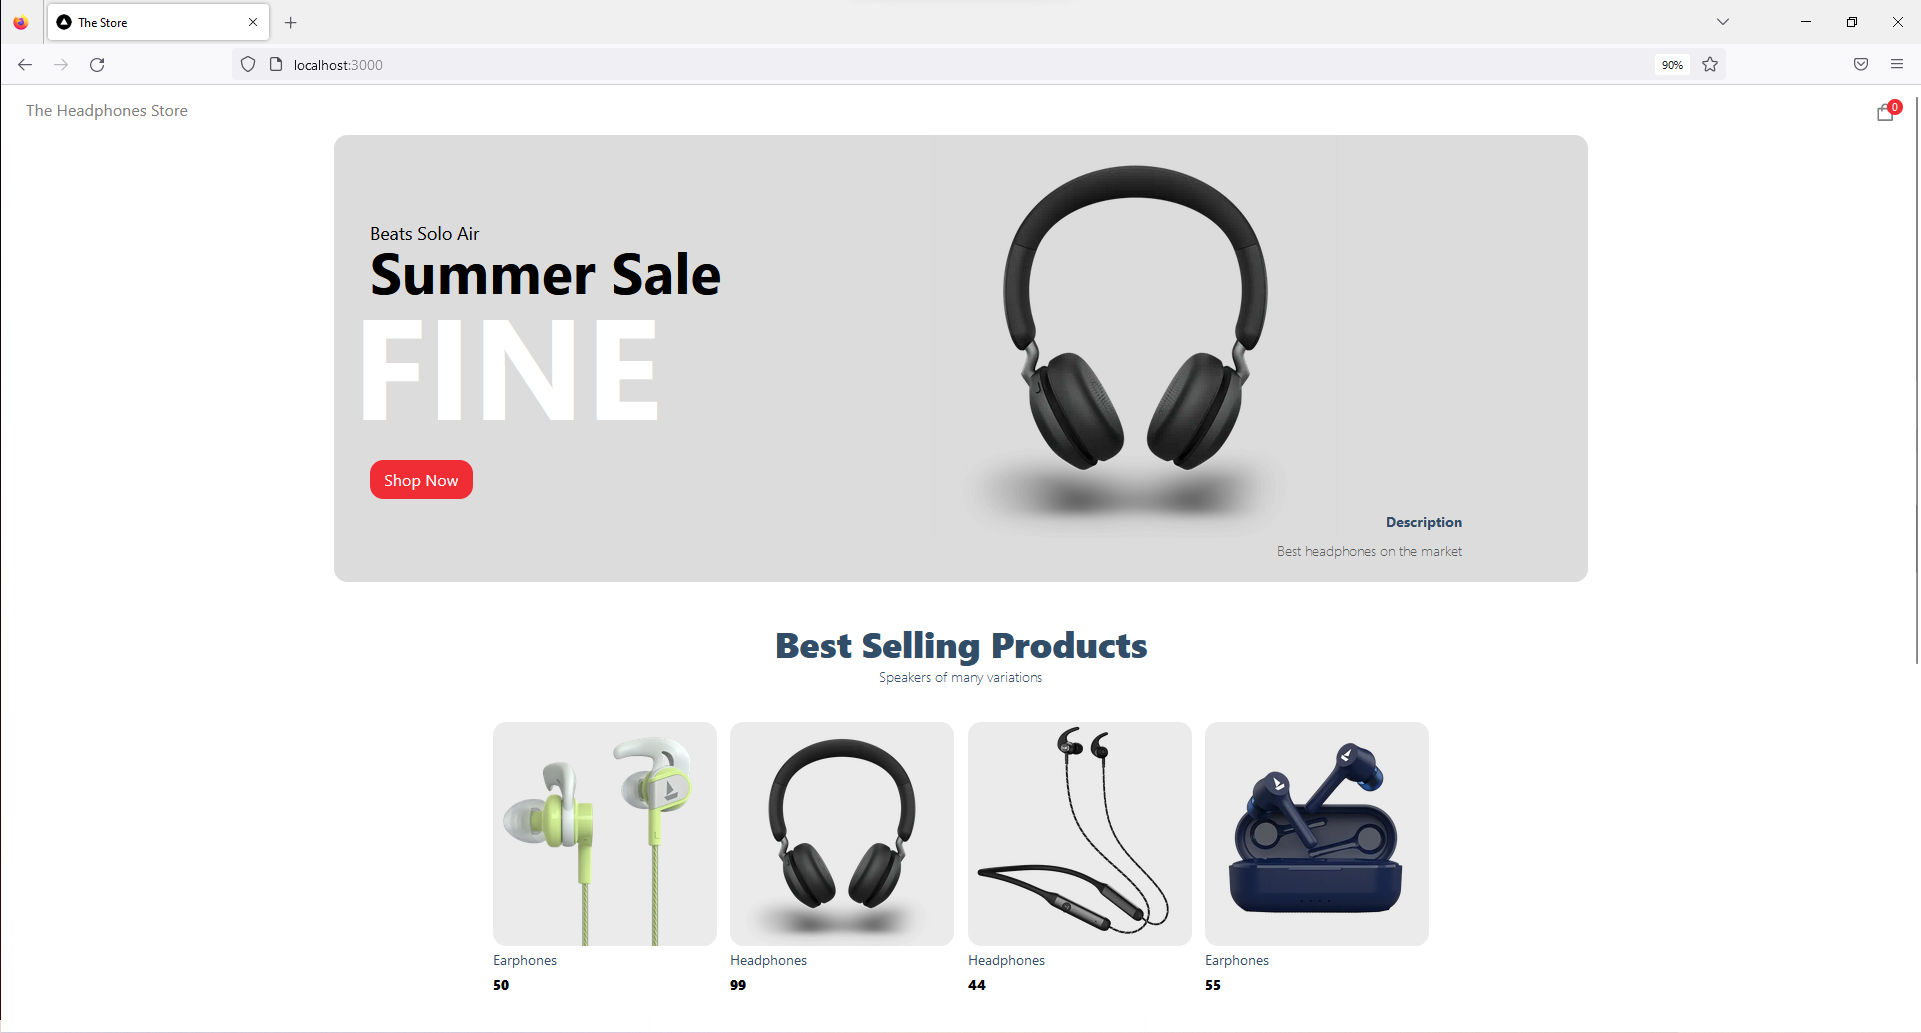 The Store
localhost:3000
90%
The Headphones Store
0
Beats Solo Air
Summer Sale
FINE
Shop Now
Description
Best headphones on the market
Best Selling Products
Speakers of many variations
Earphones
50
Headphones
99
Headphones
44
Earphones
55